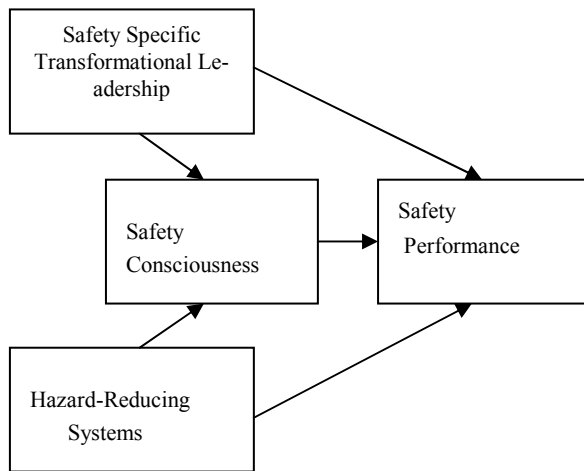 Safety Specific
Transformational Le-
adership
Safety
Consciousness
Safety
Performance
Hazard-Reducing
Systems